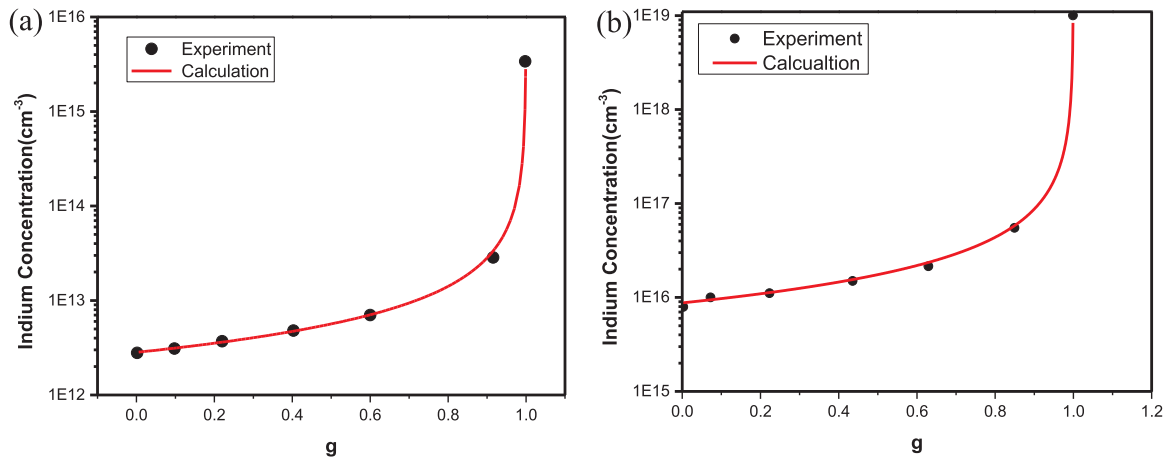 (a)
1E16
1E15
1E14
1E13
1E12
Indium Concentration(cm⁻³)
Experiment
Calculation
0.0 0.2 0.4 0.6 0.8 1.0
g
(b)
1E19
1E18
1E17
1E16
1E15
Indium Concentration(cm⁻³)
Experiment
Calcualtion
0.0 0.2 0.4 0.6 0.8 1.0 1.2
g